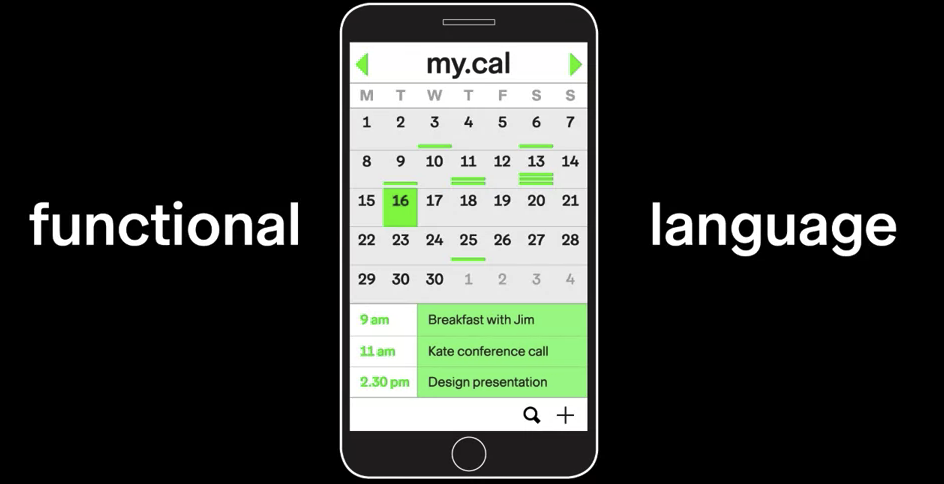 functional
my.cal
M T W T F S S
1 2 3 4 5 6 7
8 9 10 11 12 13 14
15 16 17 18 19 20 21
22 23 24 25 26 27 28
29 30 30 1 2 3 4
9 am Breakfast with Jim
11 am Kate conference call
2.30 pm Design presentation
language